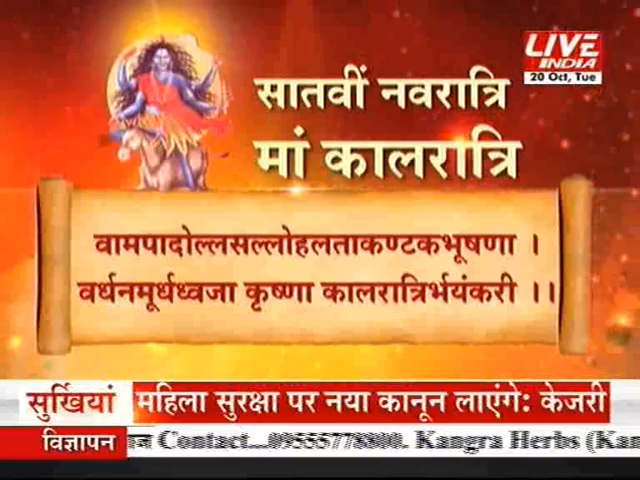 LIVE
INDIA
20 Oct, Tue
सातवीं नवरात्रि
मां कालरात्रि
वामपादोल्लसल्लोहलताकण्टकभूषणा ।
वर्धनमूर्धध्वजा कृष्णा कालरात्रिर्भयंकरी ।।
सुर्खियां महिला सुरक्षा पर नया कानून लाएंगे: केजरी
विज्ञापन Contact...09555778800. Kangra Herbs (Kan